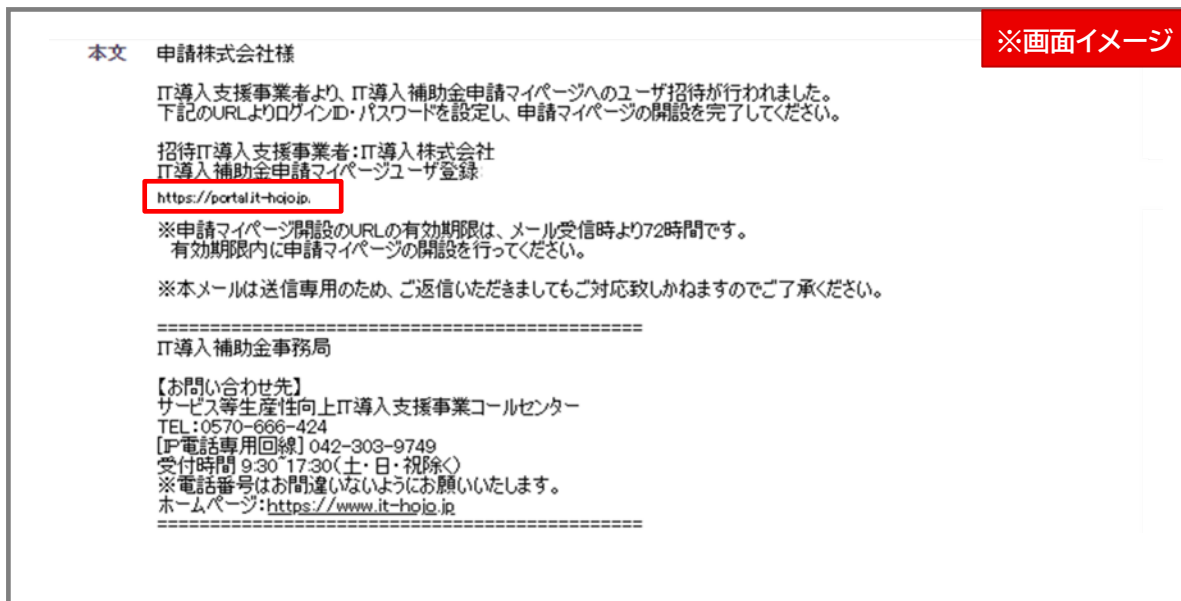 ※画面イメージ
本文 申請株式会社様
IT導入支援事業者より、IT導入補助金申請マイページへのユーザ招待が行われました。
下記のURLよりログインID・パスワードを設定し、申請マイページの開設を完了してください。
招待IT導入支援事業者：IT導入株式会社
IT導入補助金申請マイページユーザ登録:
https://portal.it-hojo.jp.
※申請マイページ開設のURLの有効期限は、メール受信時より72時間です。
有効期限内に申請マイページの開設を行ってください。
※本メールは送信専用のため、ご返信いただきましてもご対応致しかねますのでご了承ください。
==============================================
IT導入補助金事務局
【お問い合わせ先】
サービス等生産性向上IT導入支援事業コールセンター
TEL：0570-666-424
[IP電話専用回線] 042-303-9749
受付時間 9:30~17:30(土・日・祝除く)
※電話番号はお間違いないようにお願いいたします。
ホームページ：https://www.it-hojo.jp
==============================================